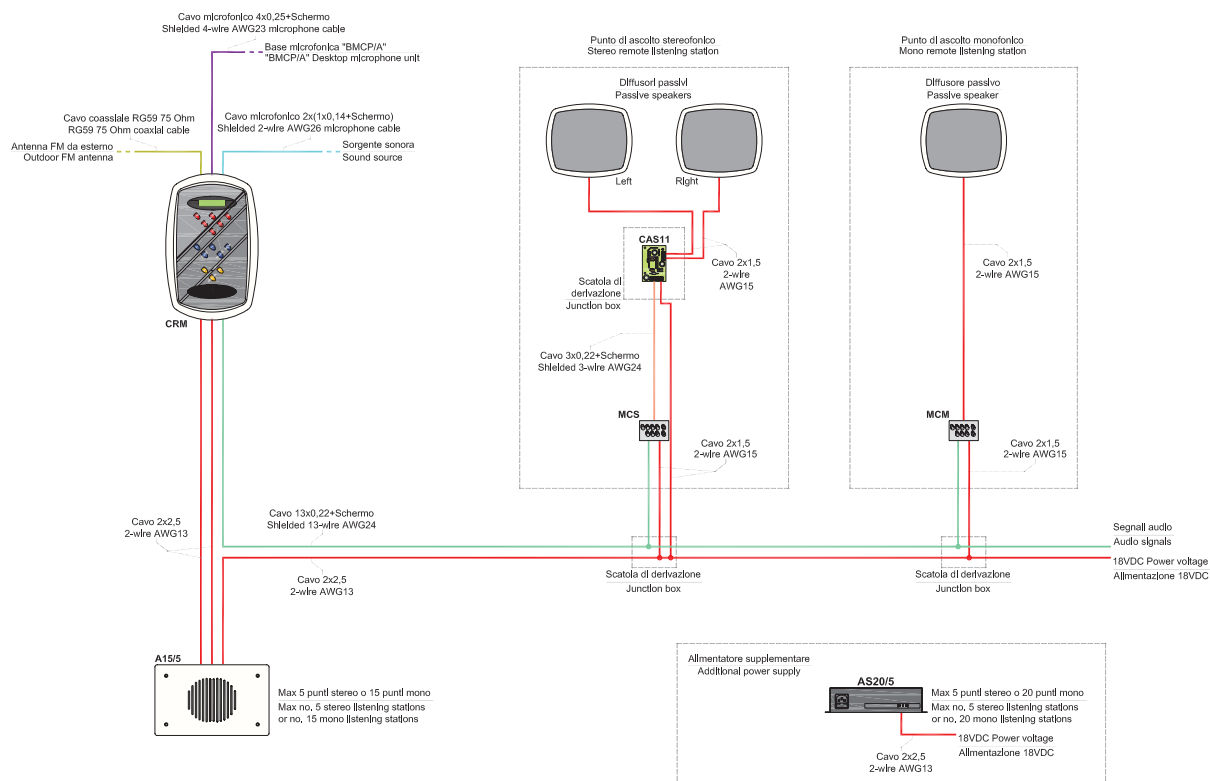 Cavo microfonico 4x0,25+Schermo
Shielded 4-wire AWG23 microphone cable
Base microfonica "BMCP/A"
"BMCP/A" Desktop microphone unit
Cavo coassiale RG59 75 Ohm
RG59 75 Ohm coaxial cable
Cavo microfonico 2x(1x0,14+Schermo)
Shielded 2-wire AWG26 microphone cable
Antenna FM da esterno
Outdoor FM antenna
Sorgente sonora
Sound source
CRM
Punto di ascolto stereofonico
Stereo remote listening station
Diffusori passivi
Passive speakers
Left
Right
CAS11
Cavo 2x1,5
2-wire
AWG15
Scatola di
derivazione
Junction box
Cavo 3x0,22+Schermo
Shielded 3-wire AWG24
MCS
Cavo 2x1,5
2-wire AWG15
Punto di ascolto monofonico
Mono remote listening station
Diffusore passivo
Passive speaker
Cavo 2x1,5
2-wire AWG15
MCM
Cavo 2x1,5
2-wire AWG15
Cavo 2x2,5
2-wire AWG13
Cavo 13x0,22+Schermo
Shielded 13-wire AWG24
Cavo 2x2,5
2-wire AWG13
Scatola di derivazione
Junction box
Scatola di derivazione
Junction box
Segnali audio
Audio signals
18VDC Power voltage
Alimentazione 18VDC
A15/5
Max 5 punti stereo o 15 punti mono
Max no. 5 stereo listening stations
or no. 15 mono listening stations
Alimentatore supplementare
Additional power supply
AS20/5
Max 5 punti stereo o 20 punti mono
Max no. 5 stereo listening stations
or no. 20 mono listening stations
18VDC Power voltage
Alimentazione 18VDC
Cavo 2x2,5
2-wire AWG13